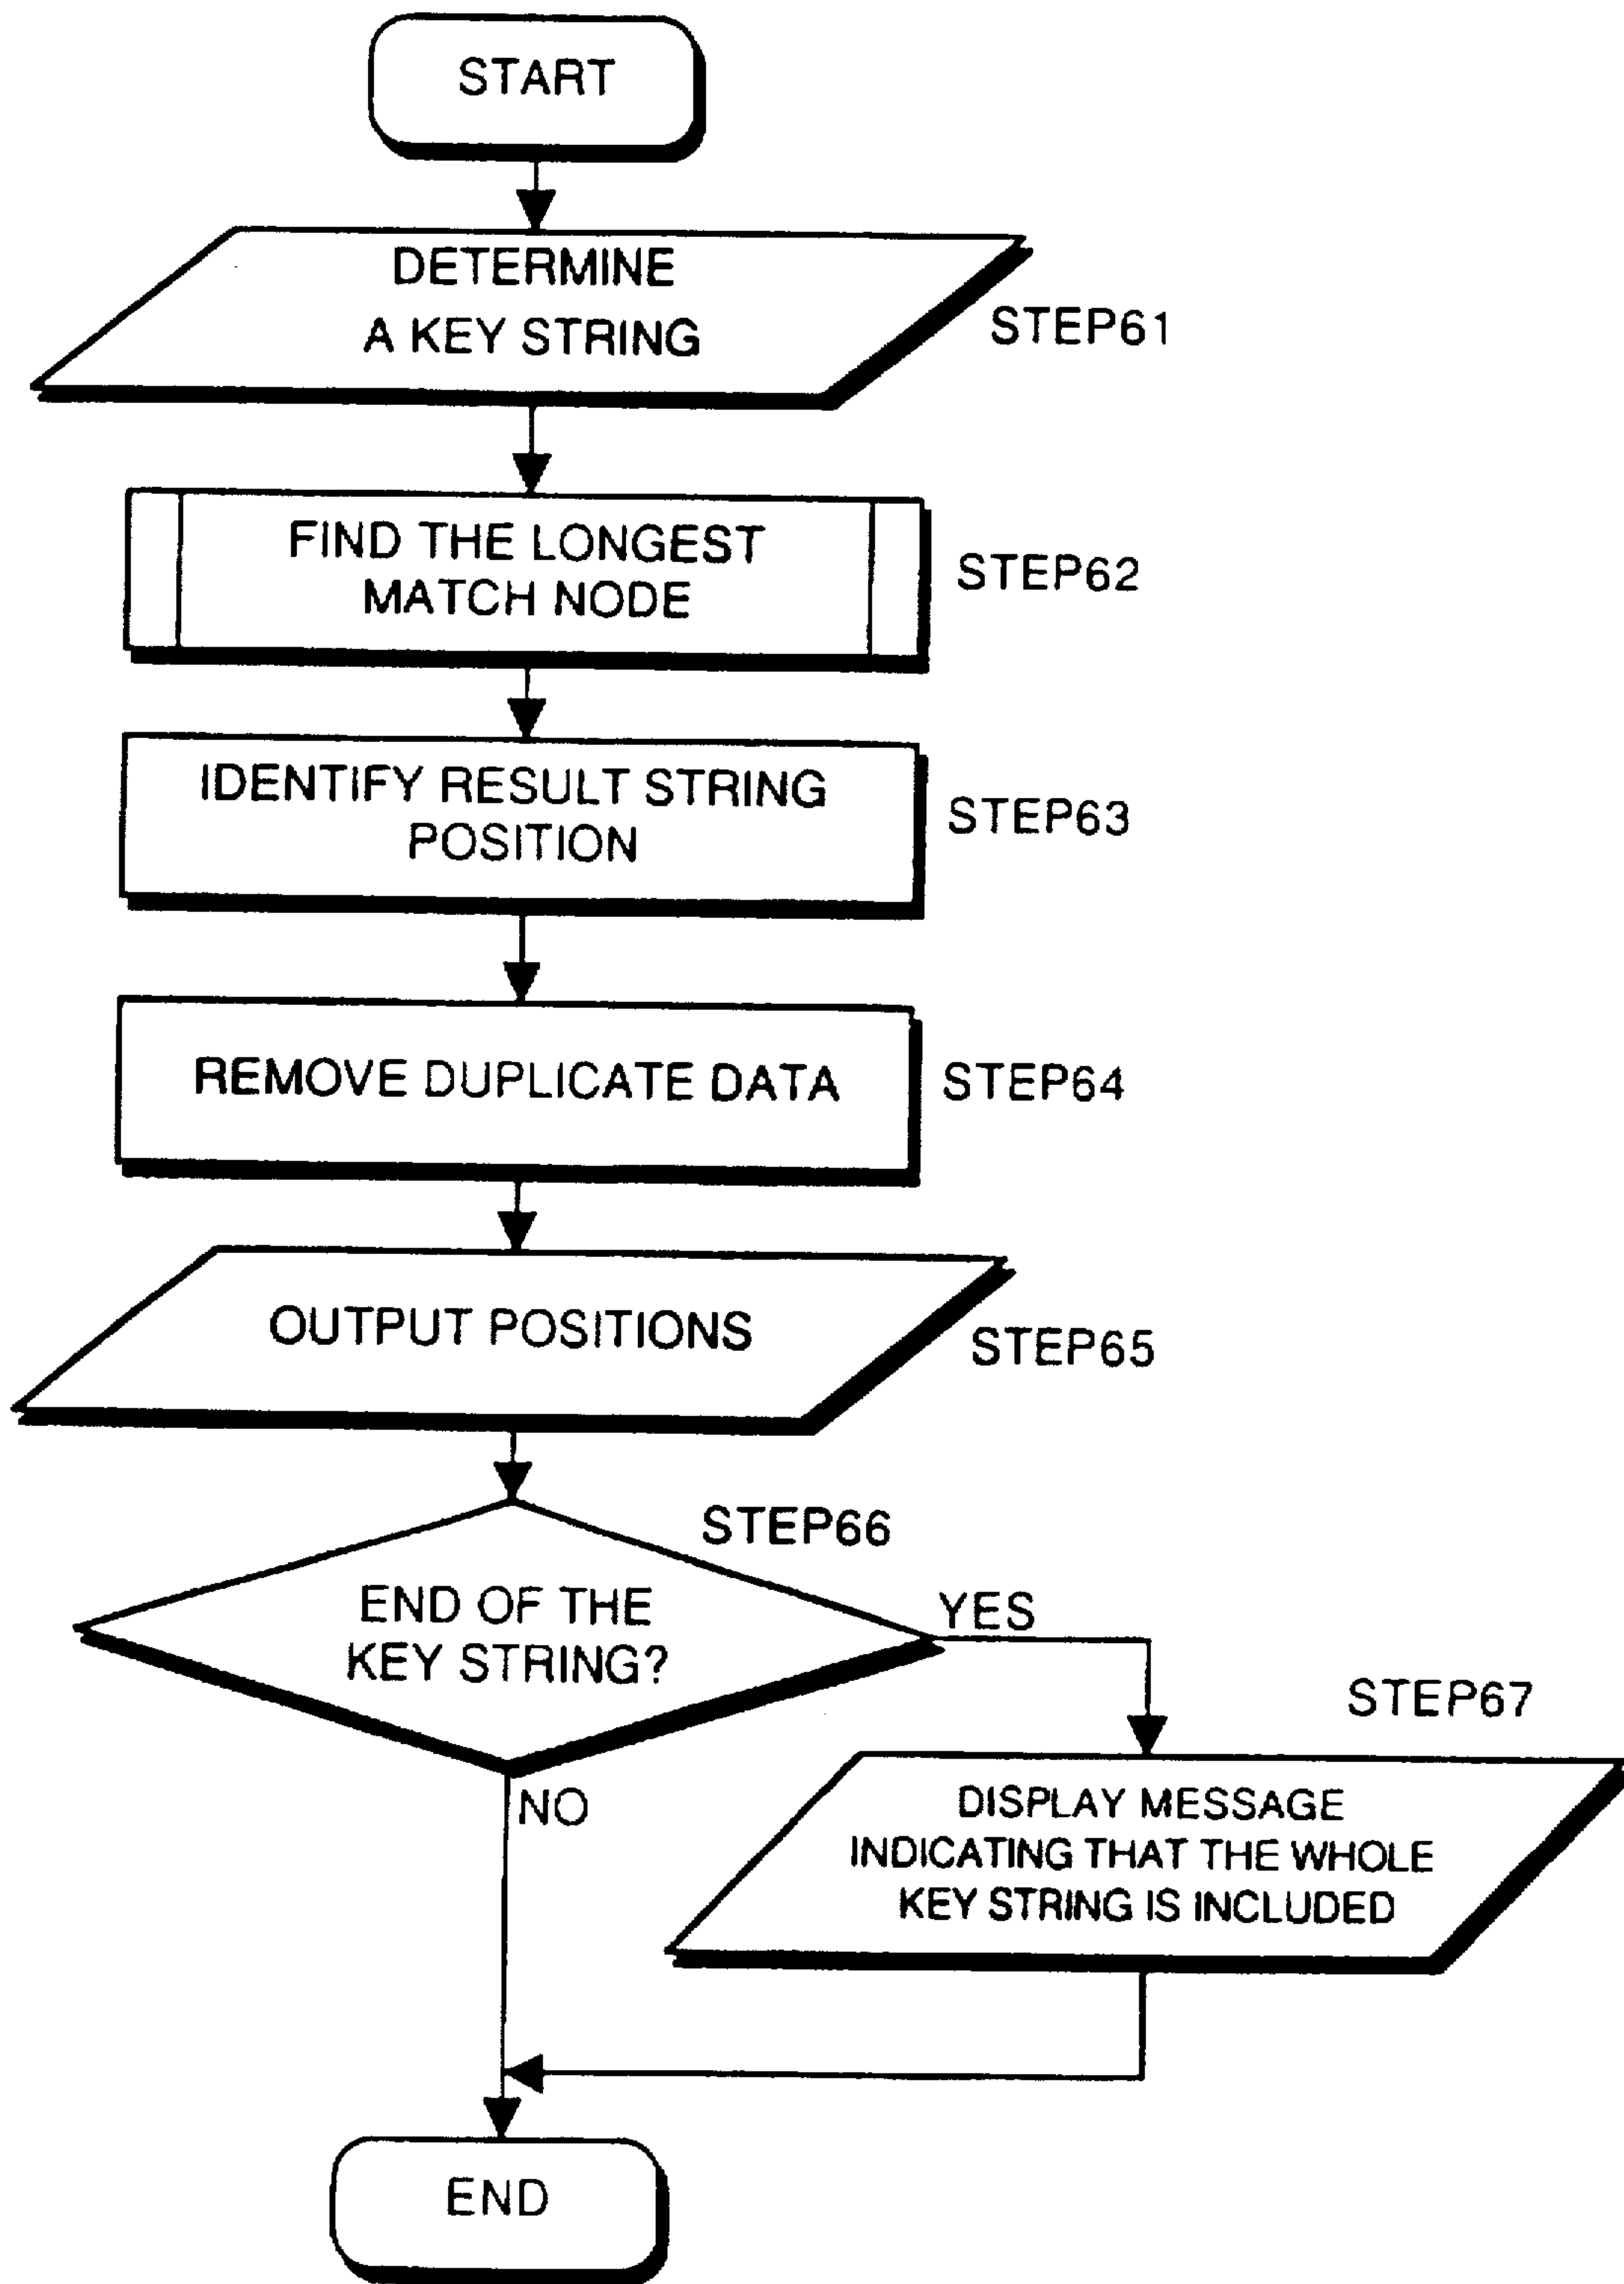 START
DETERMINE
A KEY STRING
STEP61
FIND THE LONGEST
MATCH NODE
STEP62
IDENTIFY RESULT STRING
POSITION
STEP63
REMOVE DUPLICATE DATA
STEP64
OUTPUT POSITIONS
STEP65
STEP66
END OF THE
KEY STRING?
YES
NO
STEP67
DISPLAY MESSAGE
INDICATING THAT THE WHOLE
KEY STRING IS INCLUDED
END